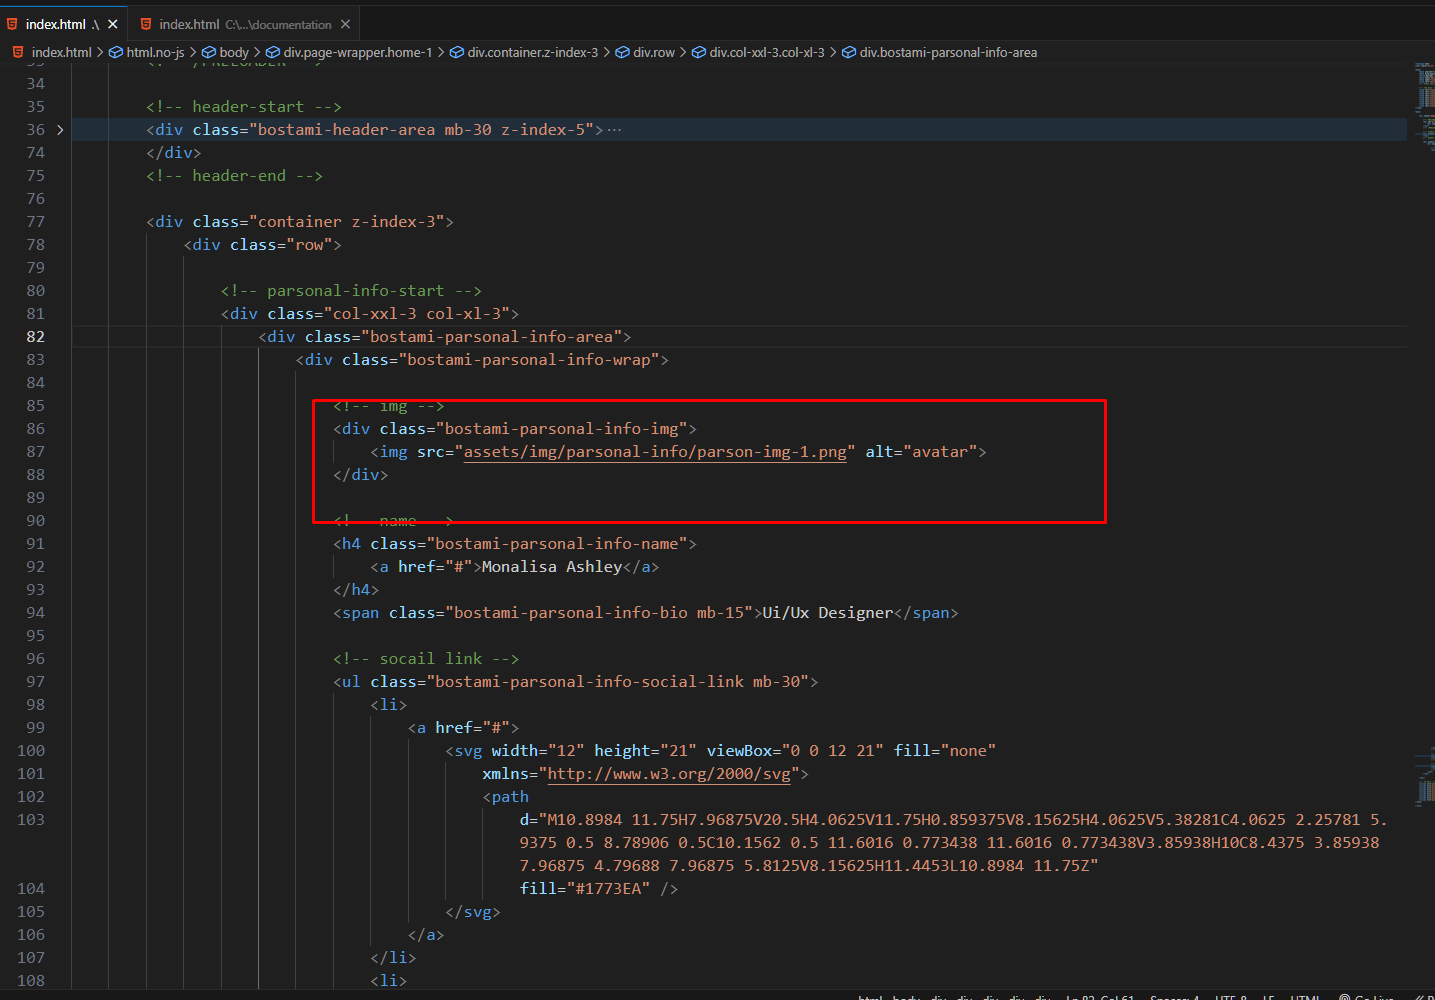 index.html .\ ×
index.html C:\...\documentation ×
index.html > html.no-js > body > div.page-wrapper.home-1 > div.container.z-index-3 > div.row > div.col-xxl-3.col-xl-3 > div.bostami-parsonal-info-area
34
35 <!-- header-start -->
36 > <div class="bostami-header-area mb-30 z-index-5">···
74 </div>
75 <!-- header-end -->
76
77 <div class="container z-index-3">
78 <div class="row">
79
80 <!-- parsonal-info-start -->
81 <div class="col-xxl-3 col-xl-3">
82 <div class="bostami-parsonal-info-area">
83 <div class="bostami-parsonal-info-wrap">
84
85 <!-- img -->
86 <div class="bostami-parsonal-info-img">
87 <img src="assets/img/parsonal-info/parson-img-1.png" alt="avatar">
88 </div>
89
90 <!-- name -->
91 <h4 class="bostami-parsonal-info-name">
92 <a href="#">Monalisa Ashley</a>
93 </h4>
94 <span class="bostami-parsonal-info-bio mb-15">Ui/Ux Designer</span>
95
96 <!-- socail link -->
97 <ul class="bostami-parsonal-info-social-link mb-30">
98 <li>
99 <a href="#">
100 <svg width="12" height="21" viewBox="0 0 12 21" fill="none"
101 xmlns="http://www.w3.org/2000/svg">
102 <path
103 d="M10.8984 11.75H7.96875V20.5H4.0625V11.75H0.859375V8.15625H4.0625V5.38281C4.0625 2.25781 5.
9375 0.5 8.78906 0.5C10.1562 0.5 11.6016 0.773438 11.6016 0.773438V3.85938H10C8.4375 3.85938
7.96875 4.79688 7.96875 5.8125V8.15625H11.4453L10.8984 11.75Z"
104 fill="#1773EA" />
105 </svg>
106 </a>
107 </li>
108 <li>